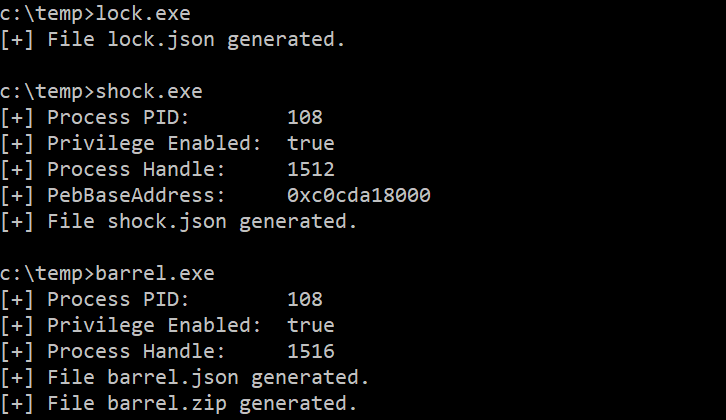 c:\temp>lock.exe
[+] File lock.json generated.
c:\temp>shock.exe
[+] Process PID: 108
[+] Privilege Enabled: true
[+] Process Handle: 1512
[+] PebBaseAddress: 0xc0cda18000
[+] File shock.json generated.
c:\temp>barrel.exe
[+] Process PID: 108
[+] Privilege Enabled: true
[+] Process Handle: 1516
[+] File barrel.json generated.
[+] File barrel.zip generated.